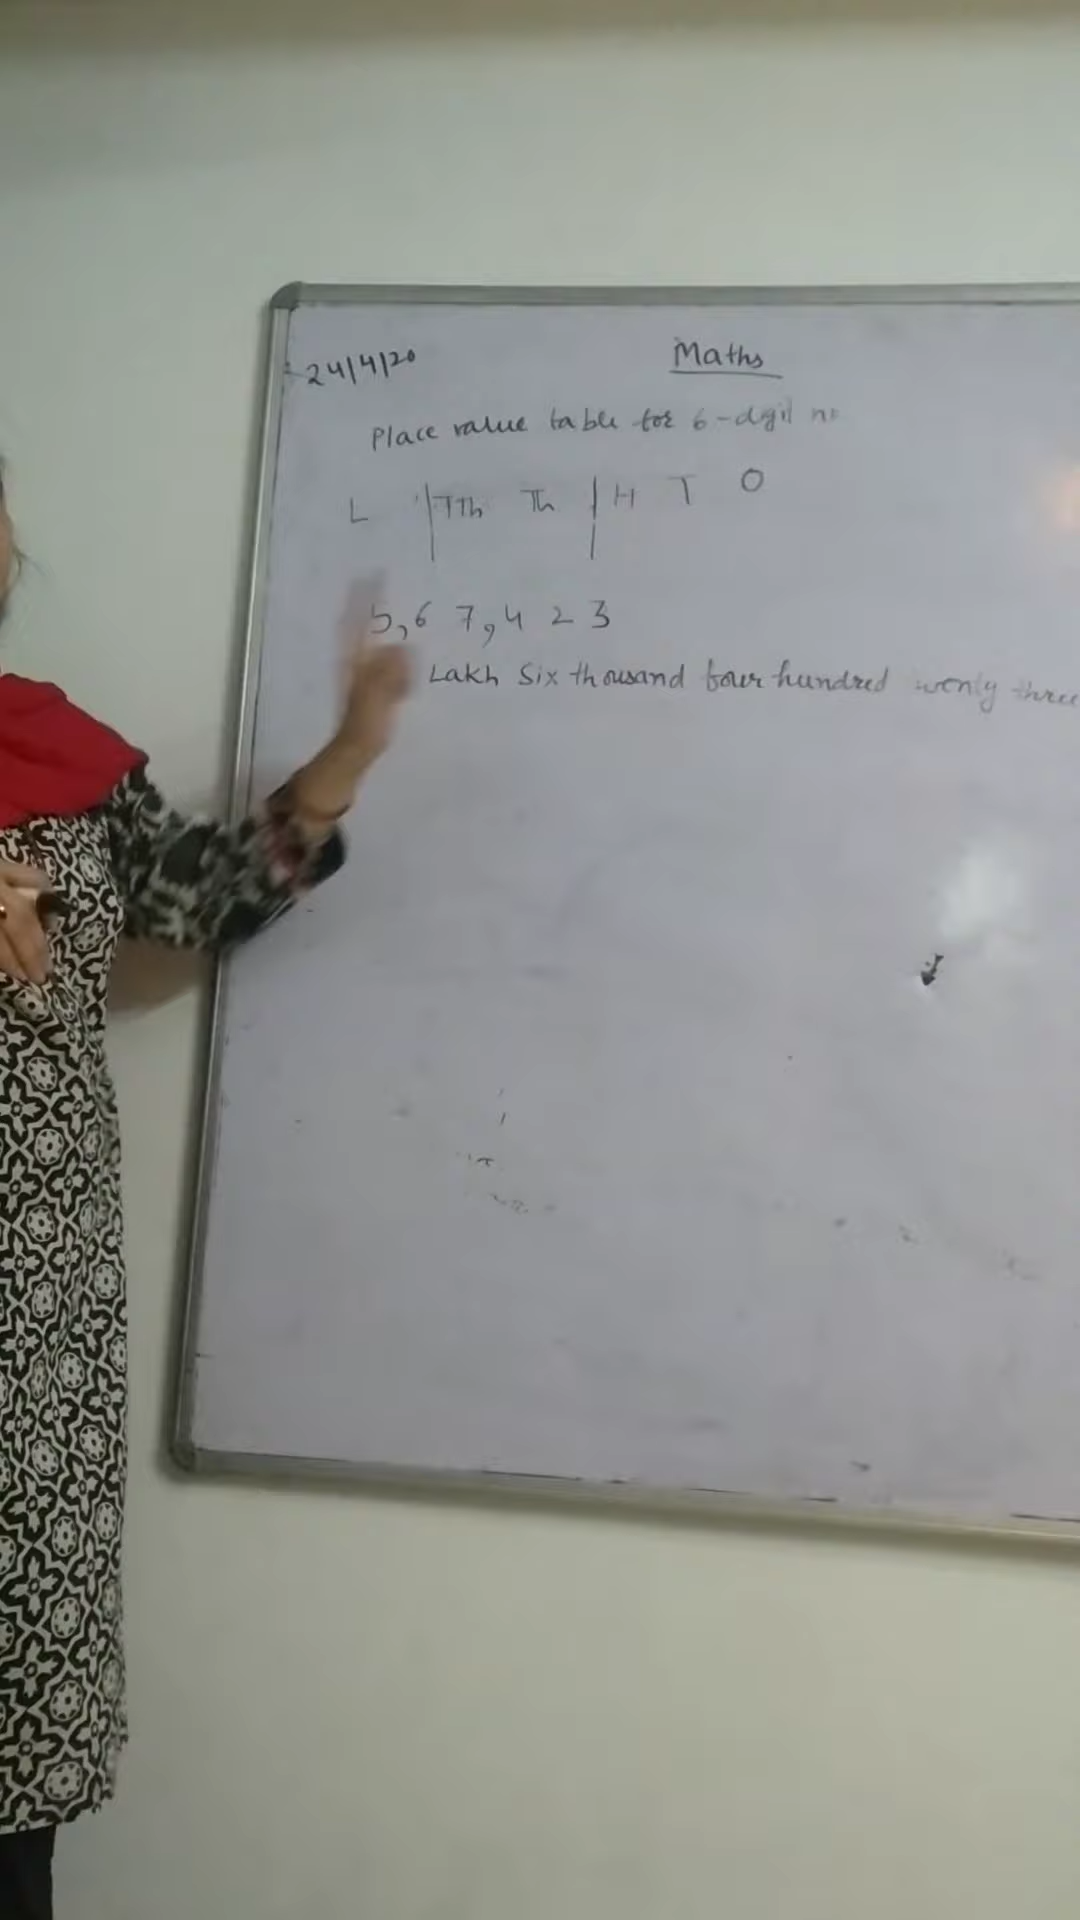 24/4/20
Maths
Place value table for 6-digit no
L TTh Th H T O
5,6 7,4 2 3
Lakh Six thousand four hundred wenty three